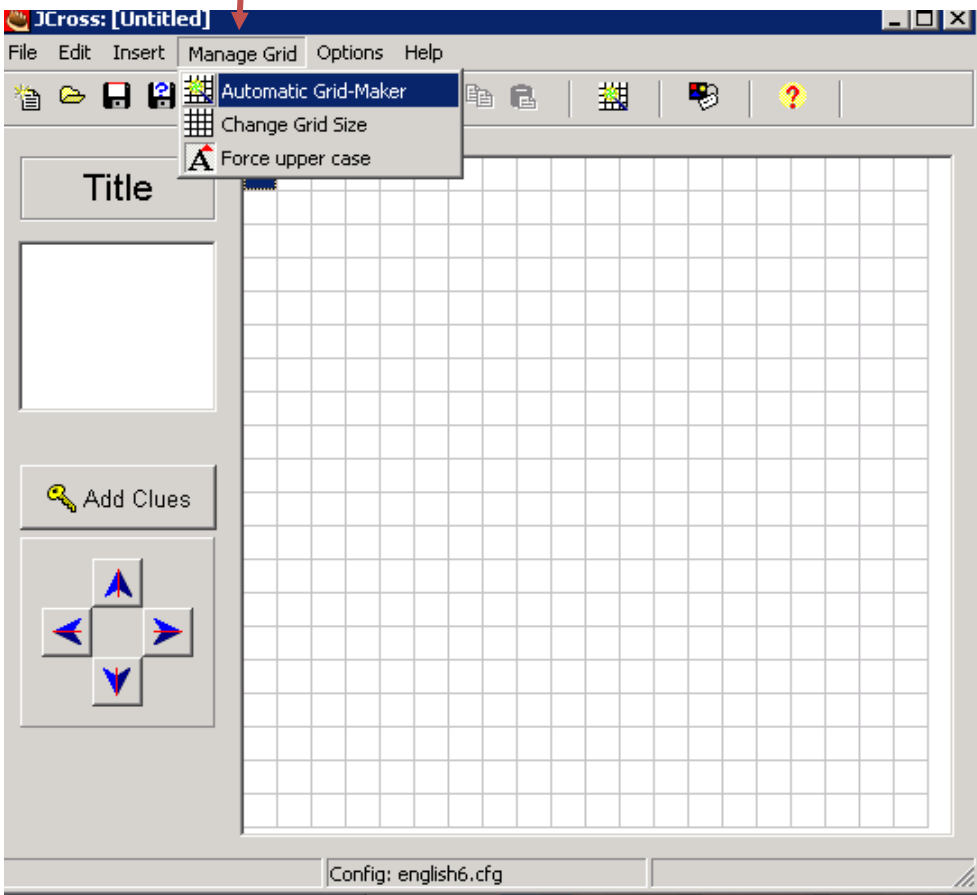 JCross: [Untitled]
File Edit Insert Manage Grid Options Help
Automatic Grid-Maker
Change Grid Size
A Force upper case
?
Title
Add Clues
Config: english6.cfg